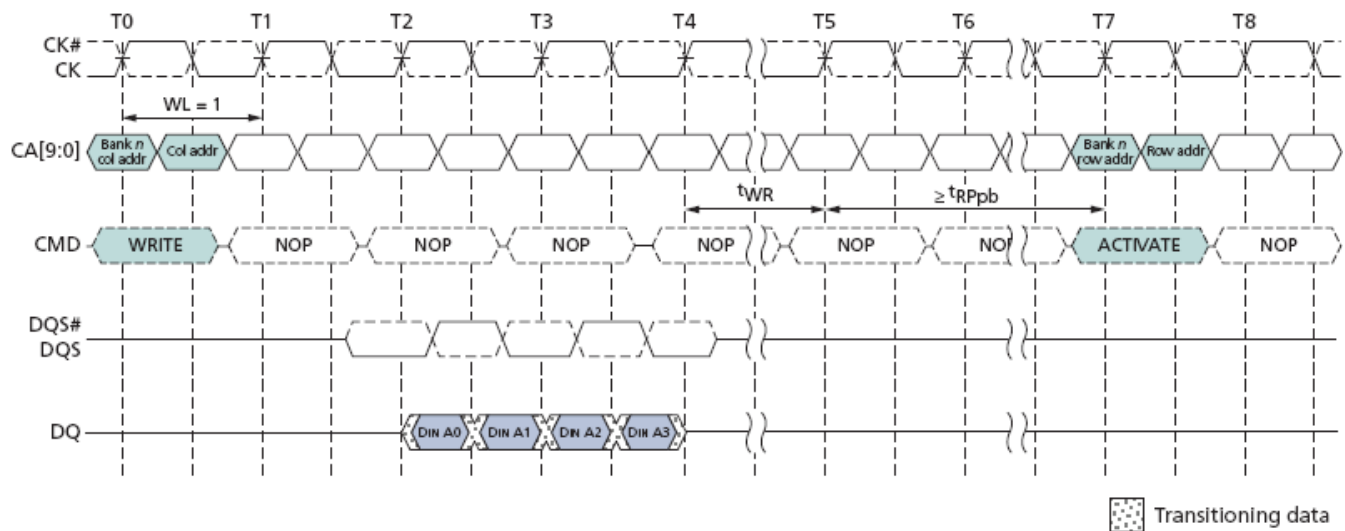 T0 T1 T2 T3 T4 T5 T6 T7 T8
CK#
CK
WL = 1
CA[9:0] Bank n col addr Col addr Bank n row addr Row addr
tWR ≥ tRPpb
CMD WRITE NOP NOP NOP NOP NOP NOP ACTIVATE NOP
DQS#
DQS
DQ DIN A0 DIN A1 DIN A2 DIN A3
Transitioning data